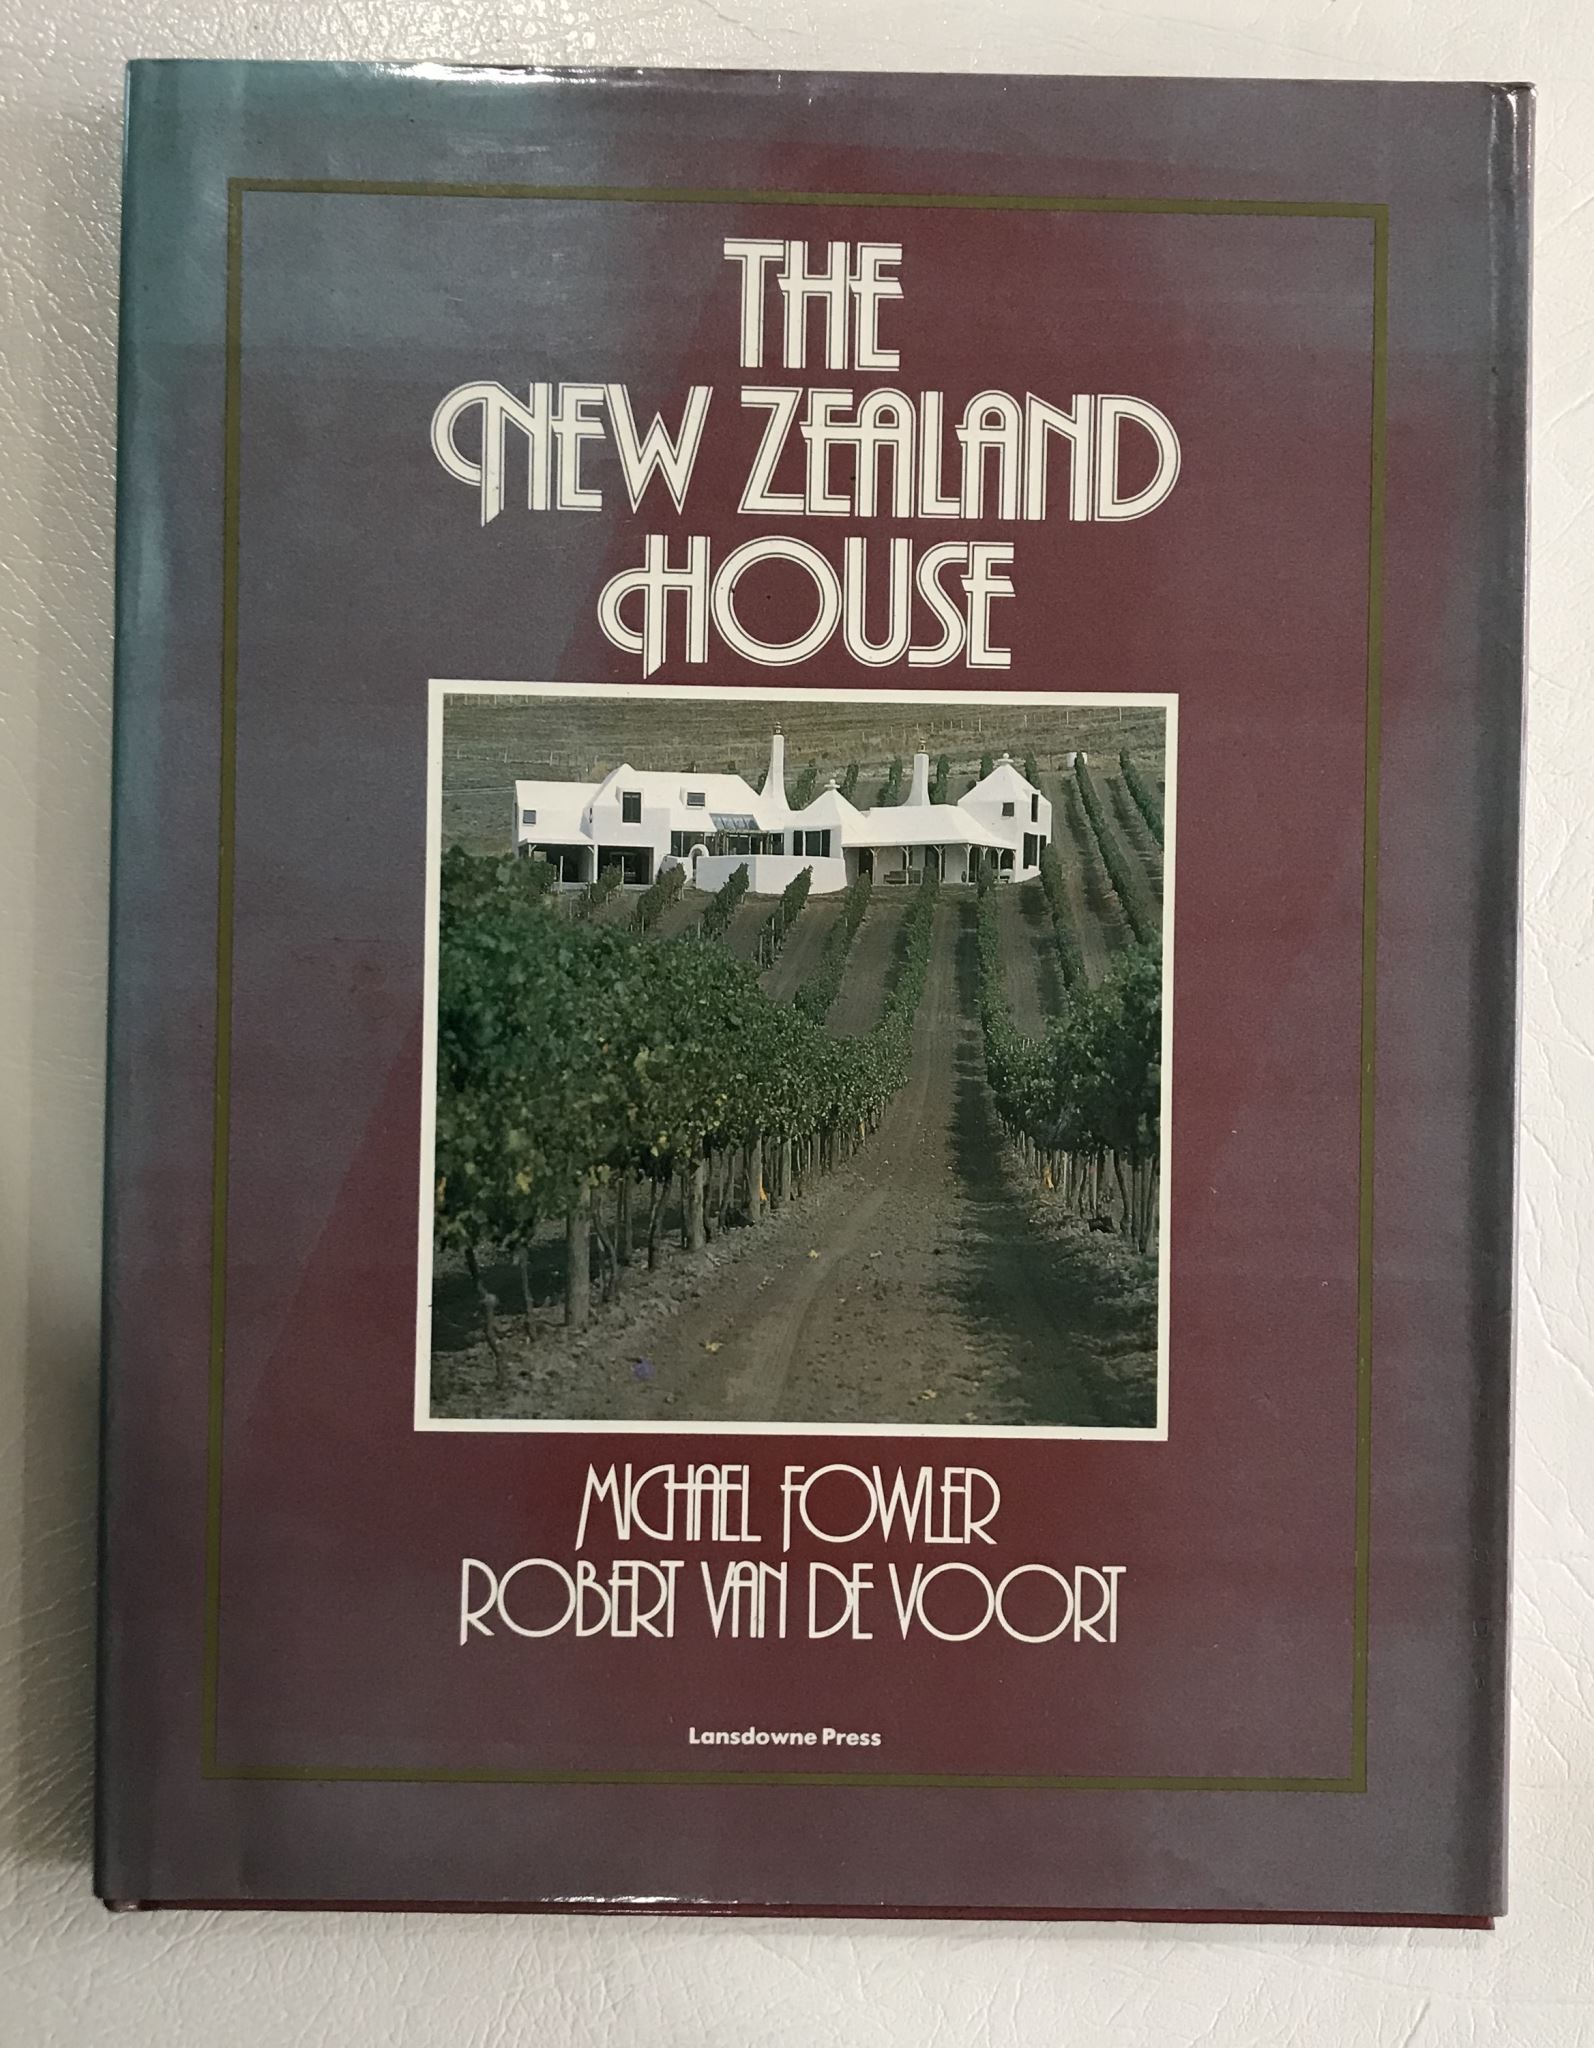 THE
NEW ZEALAND
HOUSE
MICHAEL FOWLER
ROBERT VAN DE VOORT
Lansdowne Press